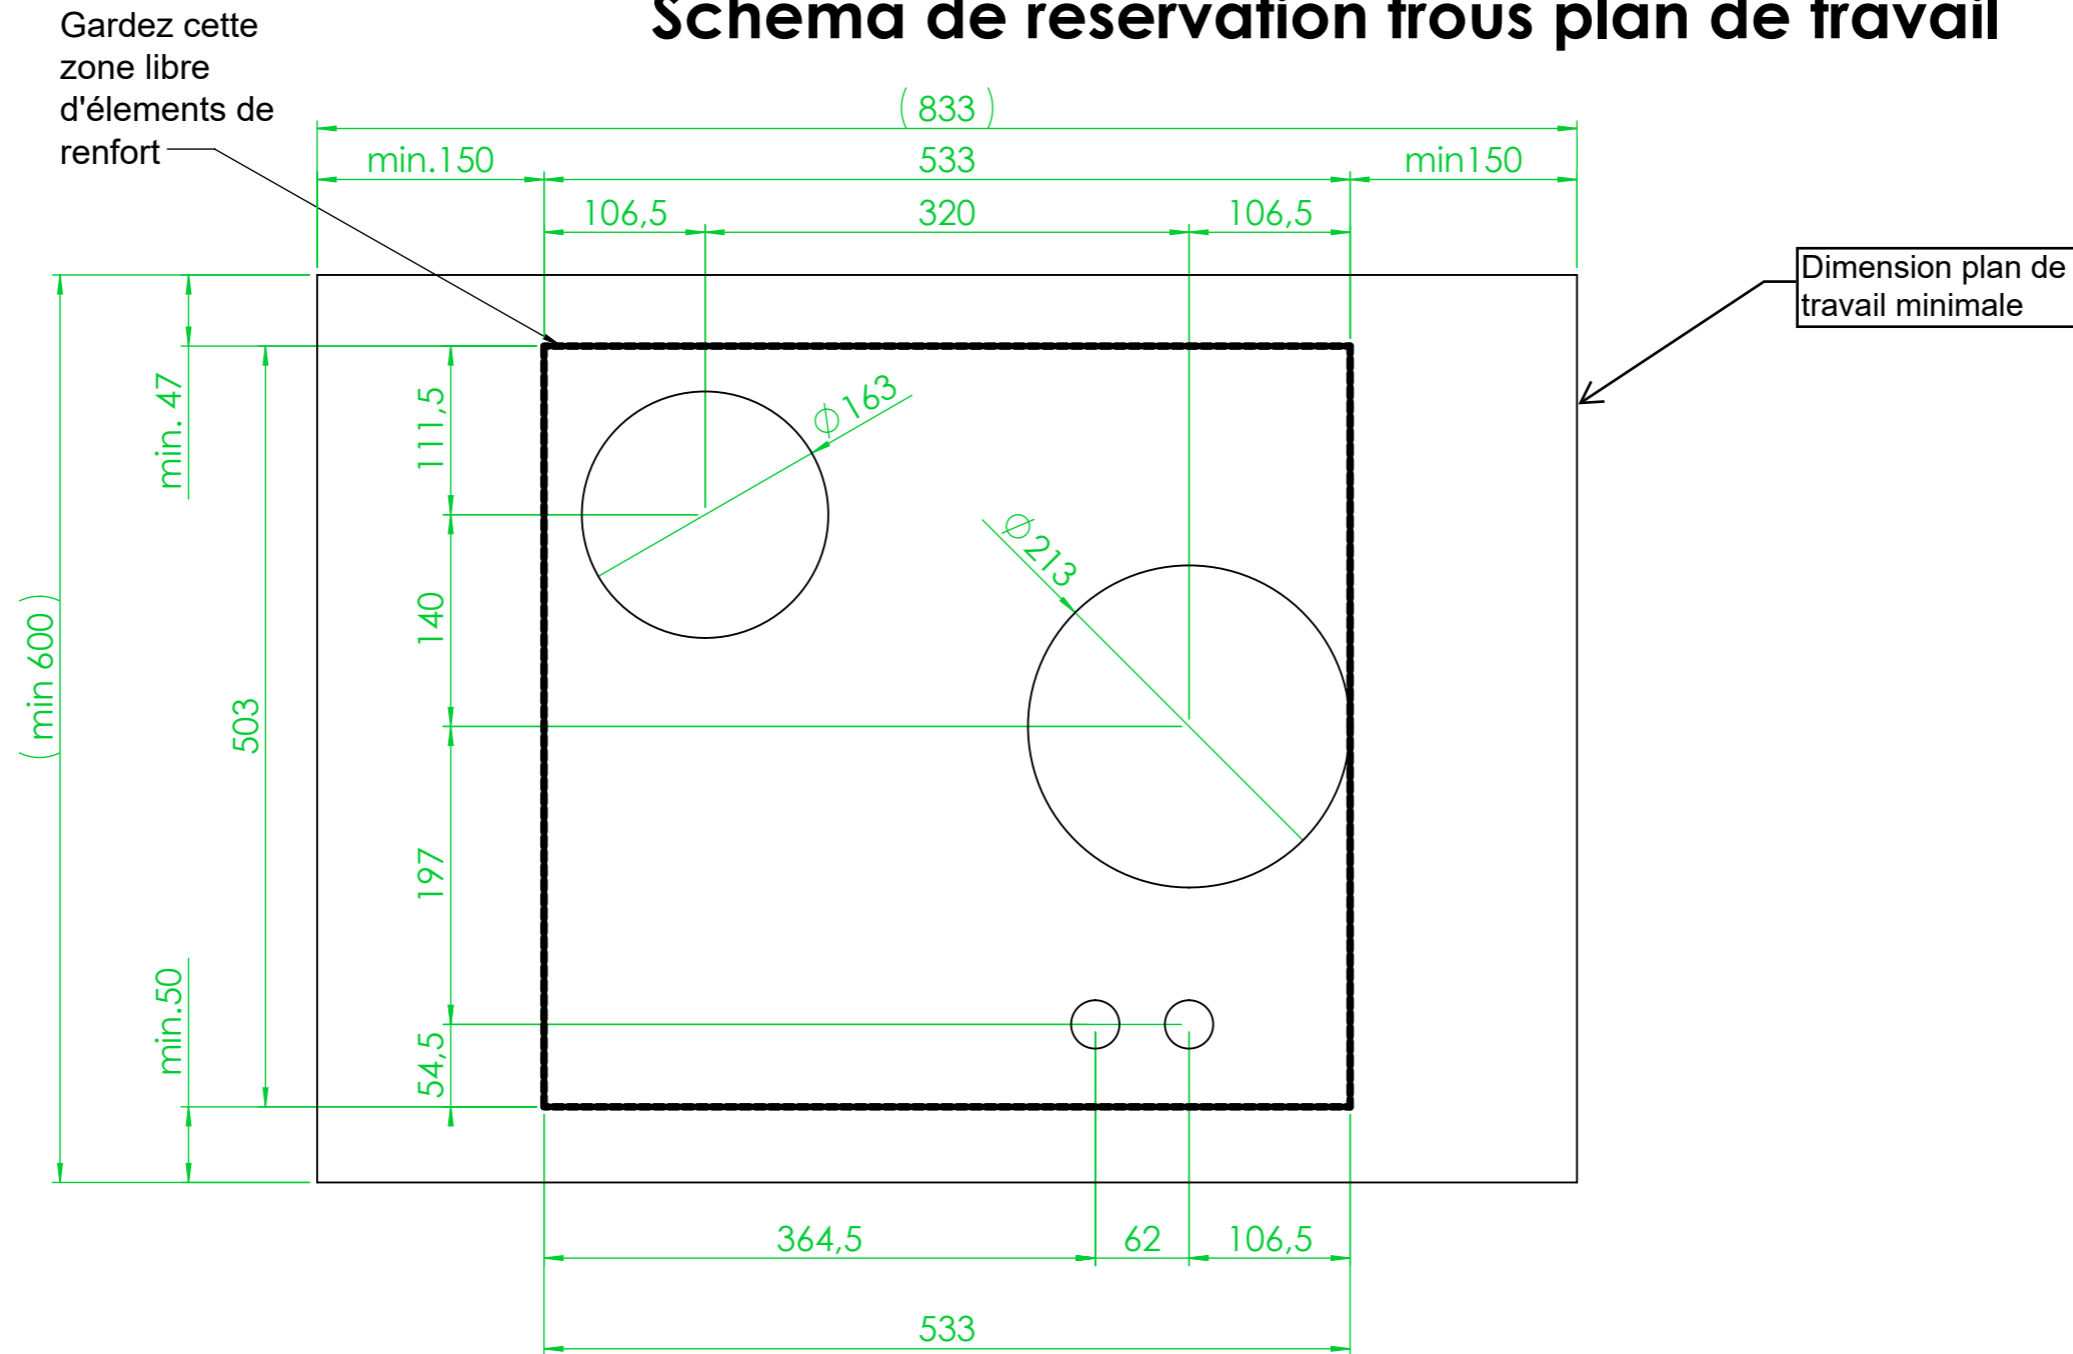 Schema de reservation trous plan de travail
Gardez cette
zone libre
d'élements de
renfort
( 833 )
min.150
533
min150
106,5
320
106,5
Dimension plan de
travail minimale
min. 47
111,5
Φ163
Φ213
140
( min 600 )
503
197
min.50
54,5
364,5
62
106,5
533